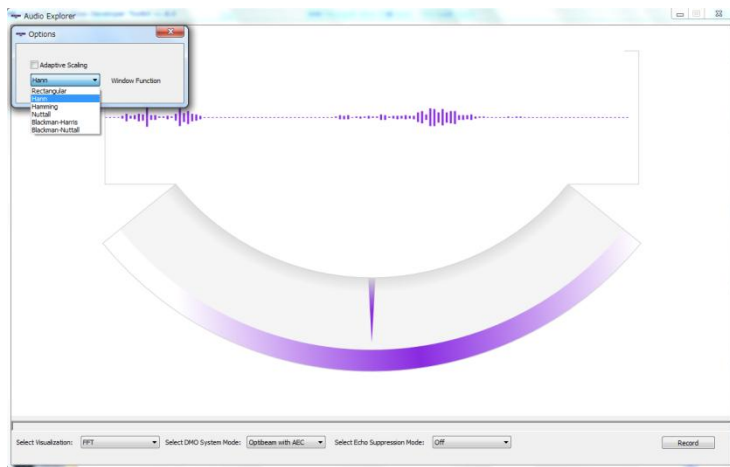 Audio Explorer
Options
Adaptive Scaling
Hann
Window Function
Rectangular
Hann
Hamming
Nuttall
Blackman-Harris
Blackman-Nuttall
Select Visualization:
FFT
Select DMO System Mode:
Optibeam with AEC
Select Echo Suppression Mode:
Off
Record